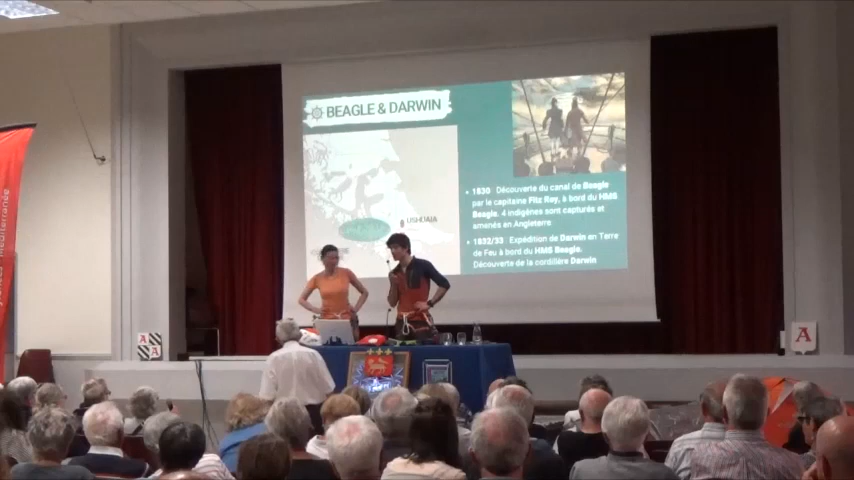 BEAGLE & DARWIN
• 1830 : Découverte du canal de Beagle
par le capitaine Fitz Roy, à bord du HMS
Beagle. 4 indigènes sont capturés et
amenés en Angleterre
• 1832/33 : Expédition de Darwin en Terre
de Feu à bord du HMS Beagle.
Découverte de la cordillère Darwin
USHUAIA
méditerranée
A
A
A